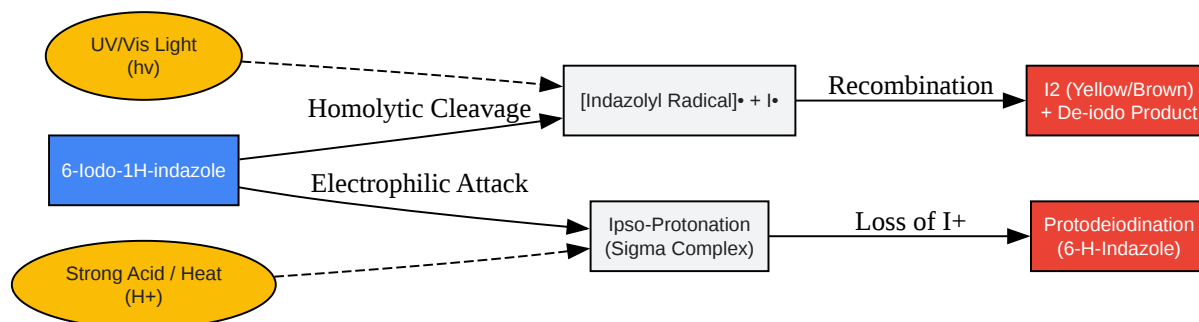 UV/Vis Light
(hv)
Homolytic Cleavage
[Indazolyl Radical]• + I•
Recombination
I2 (Yellow/Brown)
+ De-iodo Product
6-Iodo-1H-indazole
Electrophilic Attack
Ipso-Protonation
(Sigma Complex)
Loss of I+
Protodeiodination
(6-H-Indazole)
Strong Acid / Heat
(H+)